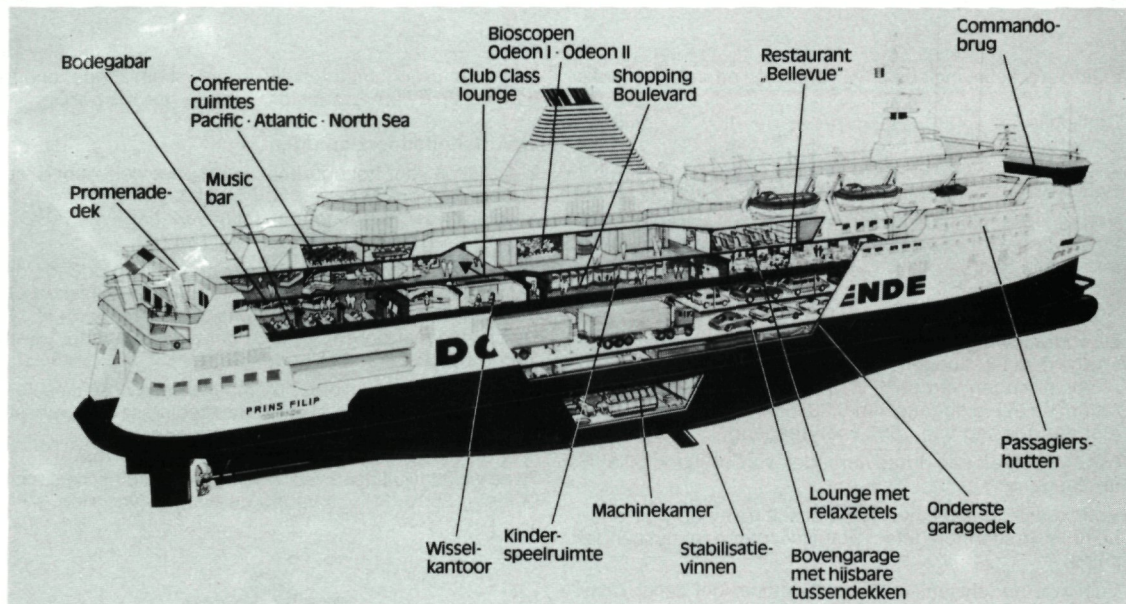 Bioscopen
Odeon I · Odeon II
Commando-
brug
Bodegabar
Conferentie-
ruimtes
Pacific · Atlantic · North Sea
Club Class
lounge
Shopping
Boulevard
Restaurant
„Bellevue"
Promenade-
dek
Music
bar
DO
ENDE
PRINS FILIP
OOSTENDE
Passagiers-
hutten
Machinekamer
Lounge met
relaxzetels
Onderste
garagedek
Wissel-
kantoor
Kinder-
speelruimte
Stabilisatie-
vinnen
Bovengarage
met hijsbare
tussendekken